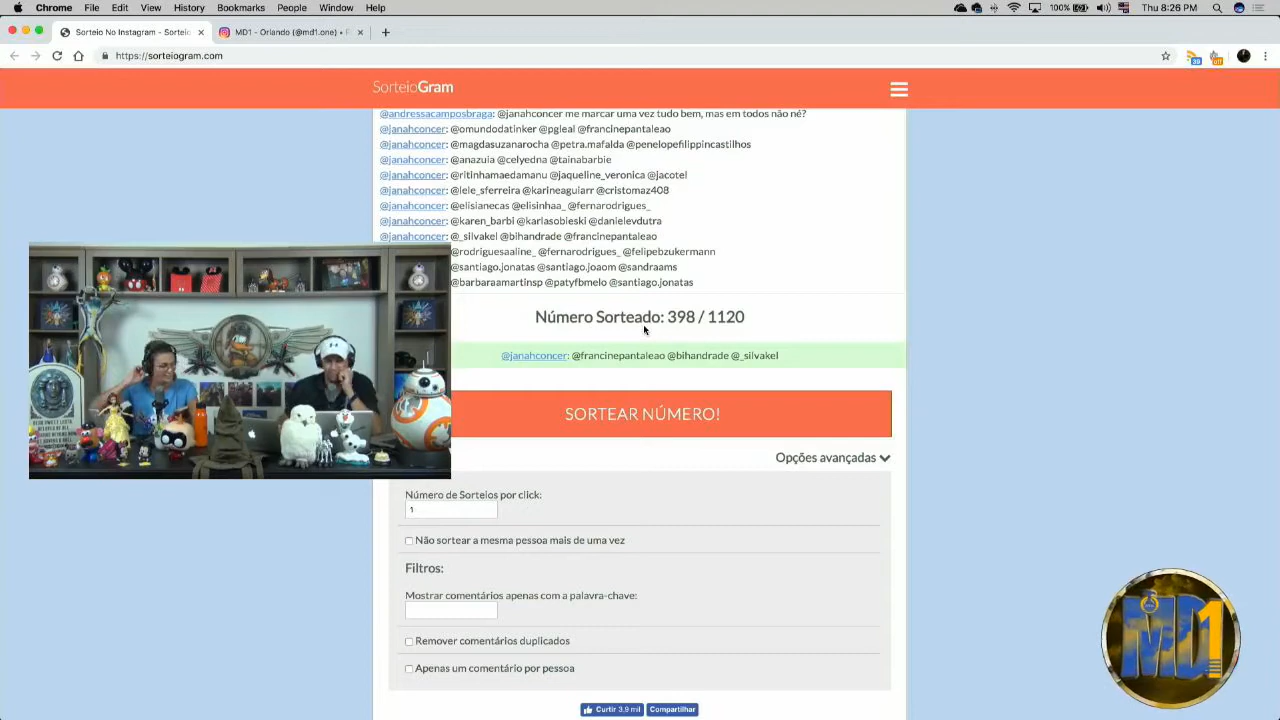 Chrome File Edit View History Bookmarks People Window Help 100% Thu 8:26 PM
Sorteio No Instagram - Sorteio MD1 - Orlando (@md1.one) •
https://sorteiogram.com 39 off
SorteioGram
@andressacamposbraga: @janahconcer me marcar uma vez tudo bem, mas em todos não né?
@janahconcer: @omundodatinker @pgleal @francinepantaleao
@janahconcer: @magdasuzanarocha @petra.mafalda @penelopefilippincastilhos
@janahconcer: @anazuia @celyedna @tainabarbie
@janahconcer: @ritinhamaedamanu @jaqueline_veronica @jacotel
@janahconcer: @lele_sferreira @karineaguiarr @cristomaz408
@janahconcer: @elisianecas @elisinhaa_ @fernarodrigues_
@janahconcer: @karen_barbi @karlasobieski @danielevdutra
@janahconcer: @_silvakel @bihandrade @francinepantaleao
@rodriguesaaline_ @fernarodrigues_ @felipebzukermann
@santiago.jonatas @santiago.joaom @sandraams
@barbaraamartinsp @patyfbmelo @santiago.jonatas
Número Sorteado: 398 / 1120
@janahconcer: @francinepantaleao @bihandrade @_silvakel
SORTEAR NÚMERO!
Opções avançadas
Número de Sorteios por click:
1
Não sortear a mesma pessoa mais de uma vez
Filtros:
Mostrar comentários apenas com a palavra-chave:
Remover comentários duplicados
Apenas um comentário por pessoa
Curtir 3,9 mil Compartilhar
MD1